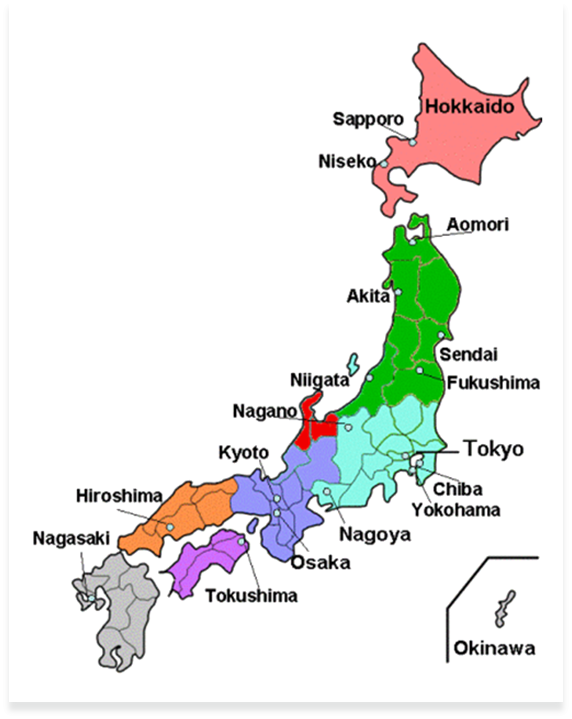 Hokkaido
Sapporo
Niseko
Aomori
Akita
Sendai
Niigata
Fukushima
Nagano
Kyoto
Tokyo
Chiba
Hiroshima
Yokohama
Nagoya
Nagasaki
Osaka
Tokushima
Okinawa